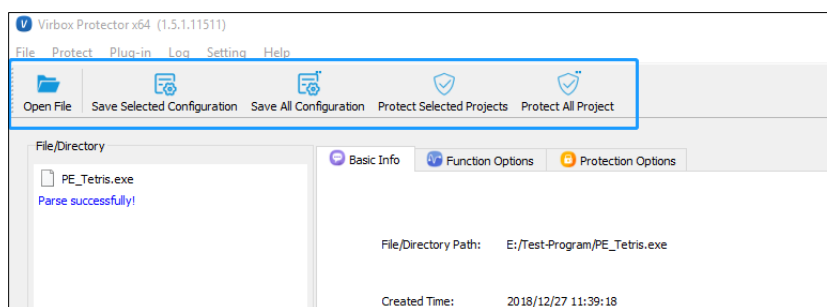 Virbox Protector x64 (1.5.1.11511)
File Protect Plug-in Log Setting Help
Open File Save Selected Configuration Save All Configuration Protect Selected Projects Protect All Project
File/Directory
Basic Info Function Options Protection Options
PE_Tetris.exe
Parse successfully!
File/Directory Path: E:/Test-Program/PE_Tetris.exe
Created Time: 2018/12/27 11:39:18